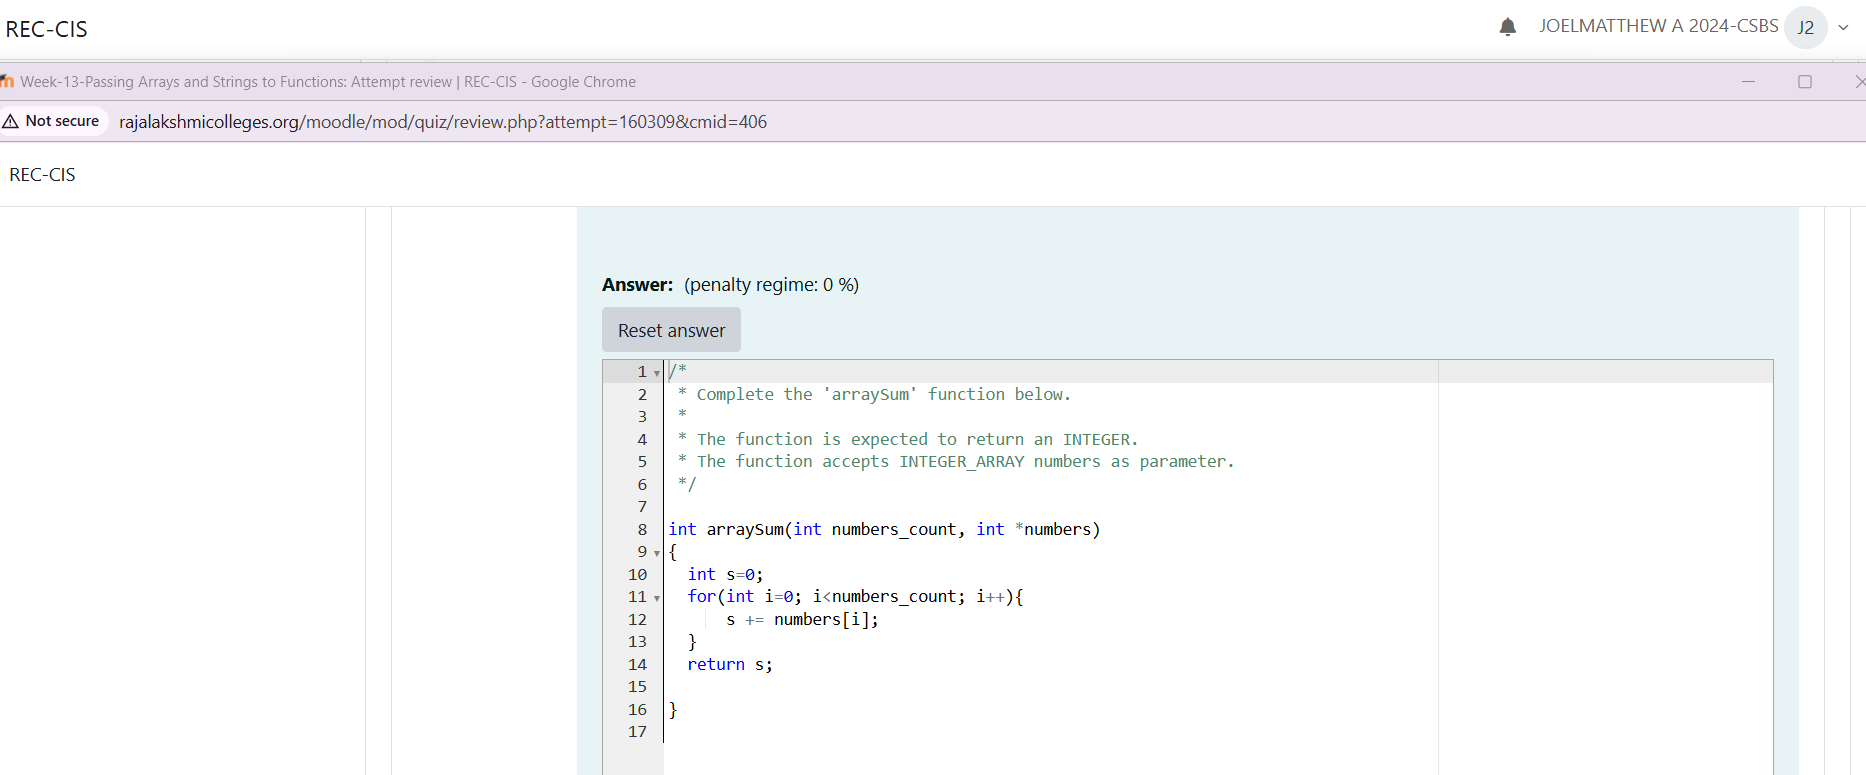 REC-CIS
JOELMATTHEW A 2024-CSBS J2
Week-13-Passing Arrays and Strings to Functions: Attempt review | REC-CIS - Google Chrome
Not secure rajalakshmicolleges.org/moodle/mod/quiz/review.php?attempt=160309&cmid=406
REC-CIS
Answer: (penalty regime: 0 %)
Reset answer
1 /*
2 * Complete the 'arraySum' function below.
3 *
4 * The function is expected to return an INTEGER.
5 * The function accepts INTEGER_ARRAY numbers as parameter.
6 */
7
8 int arraySum(int numbers_count, int *numbers)
9 {
10 int s=0;
11 for(int i=0; i<numbers_count; i++){
12 s += numbers[i];
13 }
14 return s;
15
16 }
17